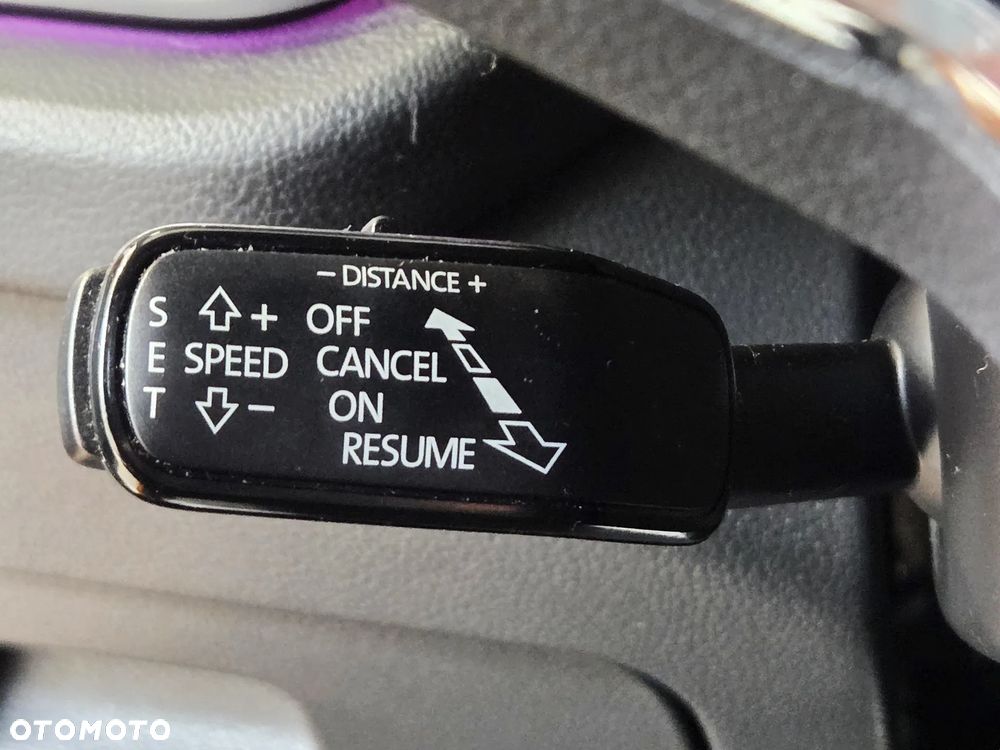 − DISTANCE +
S + OFF
E SPEED CANCEL
T − ON
RESUME
OTOMOTO